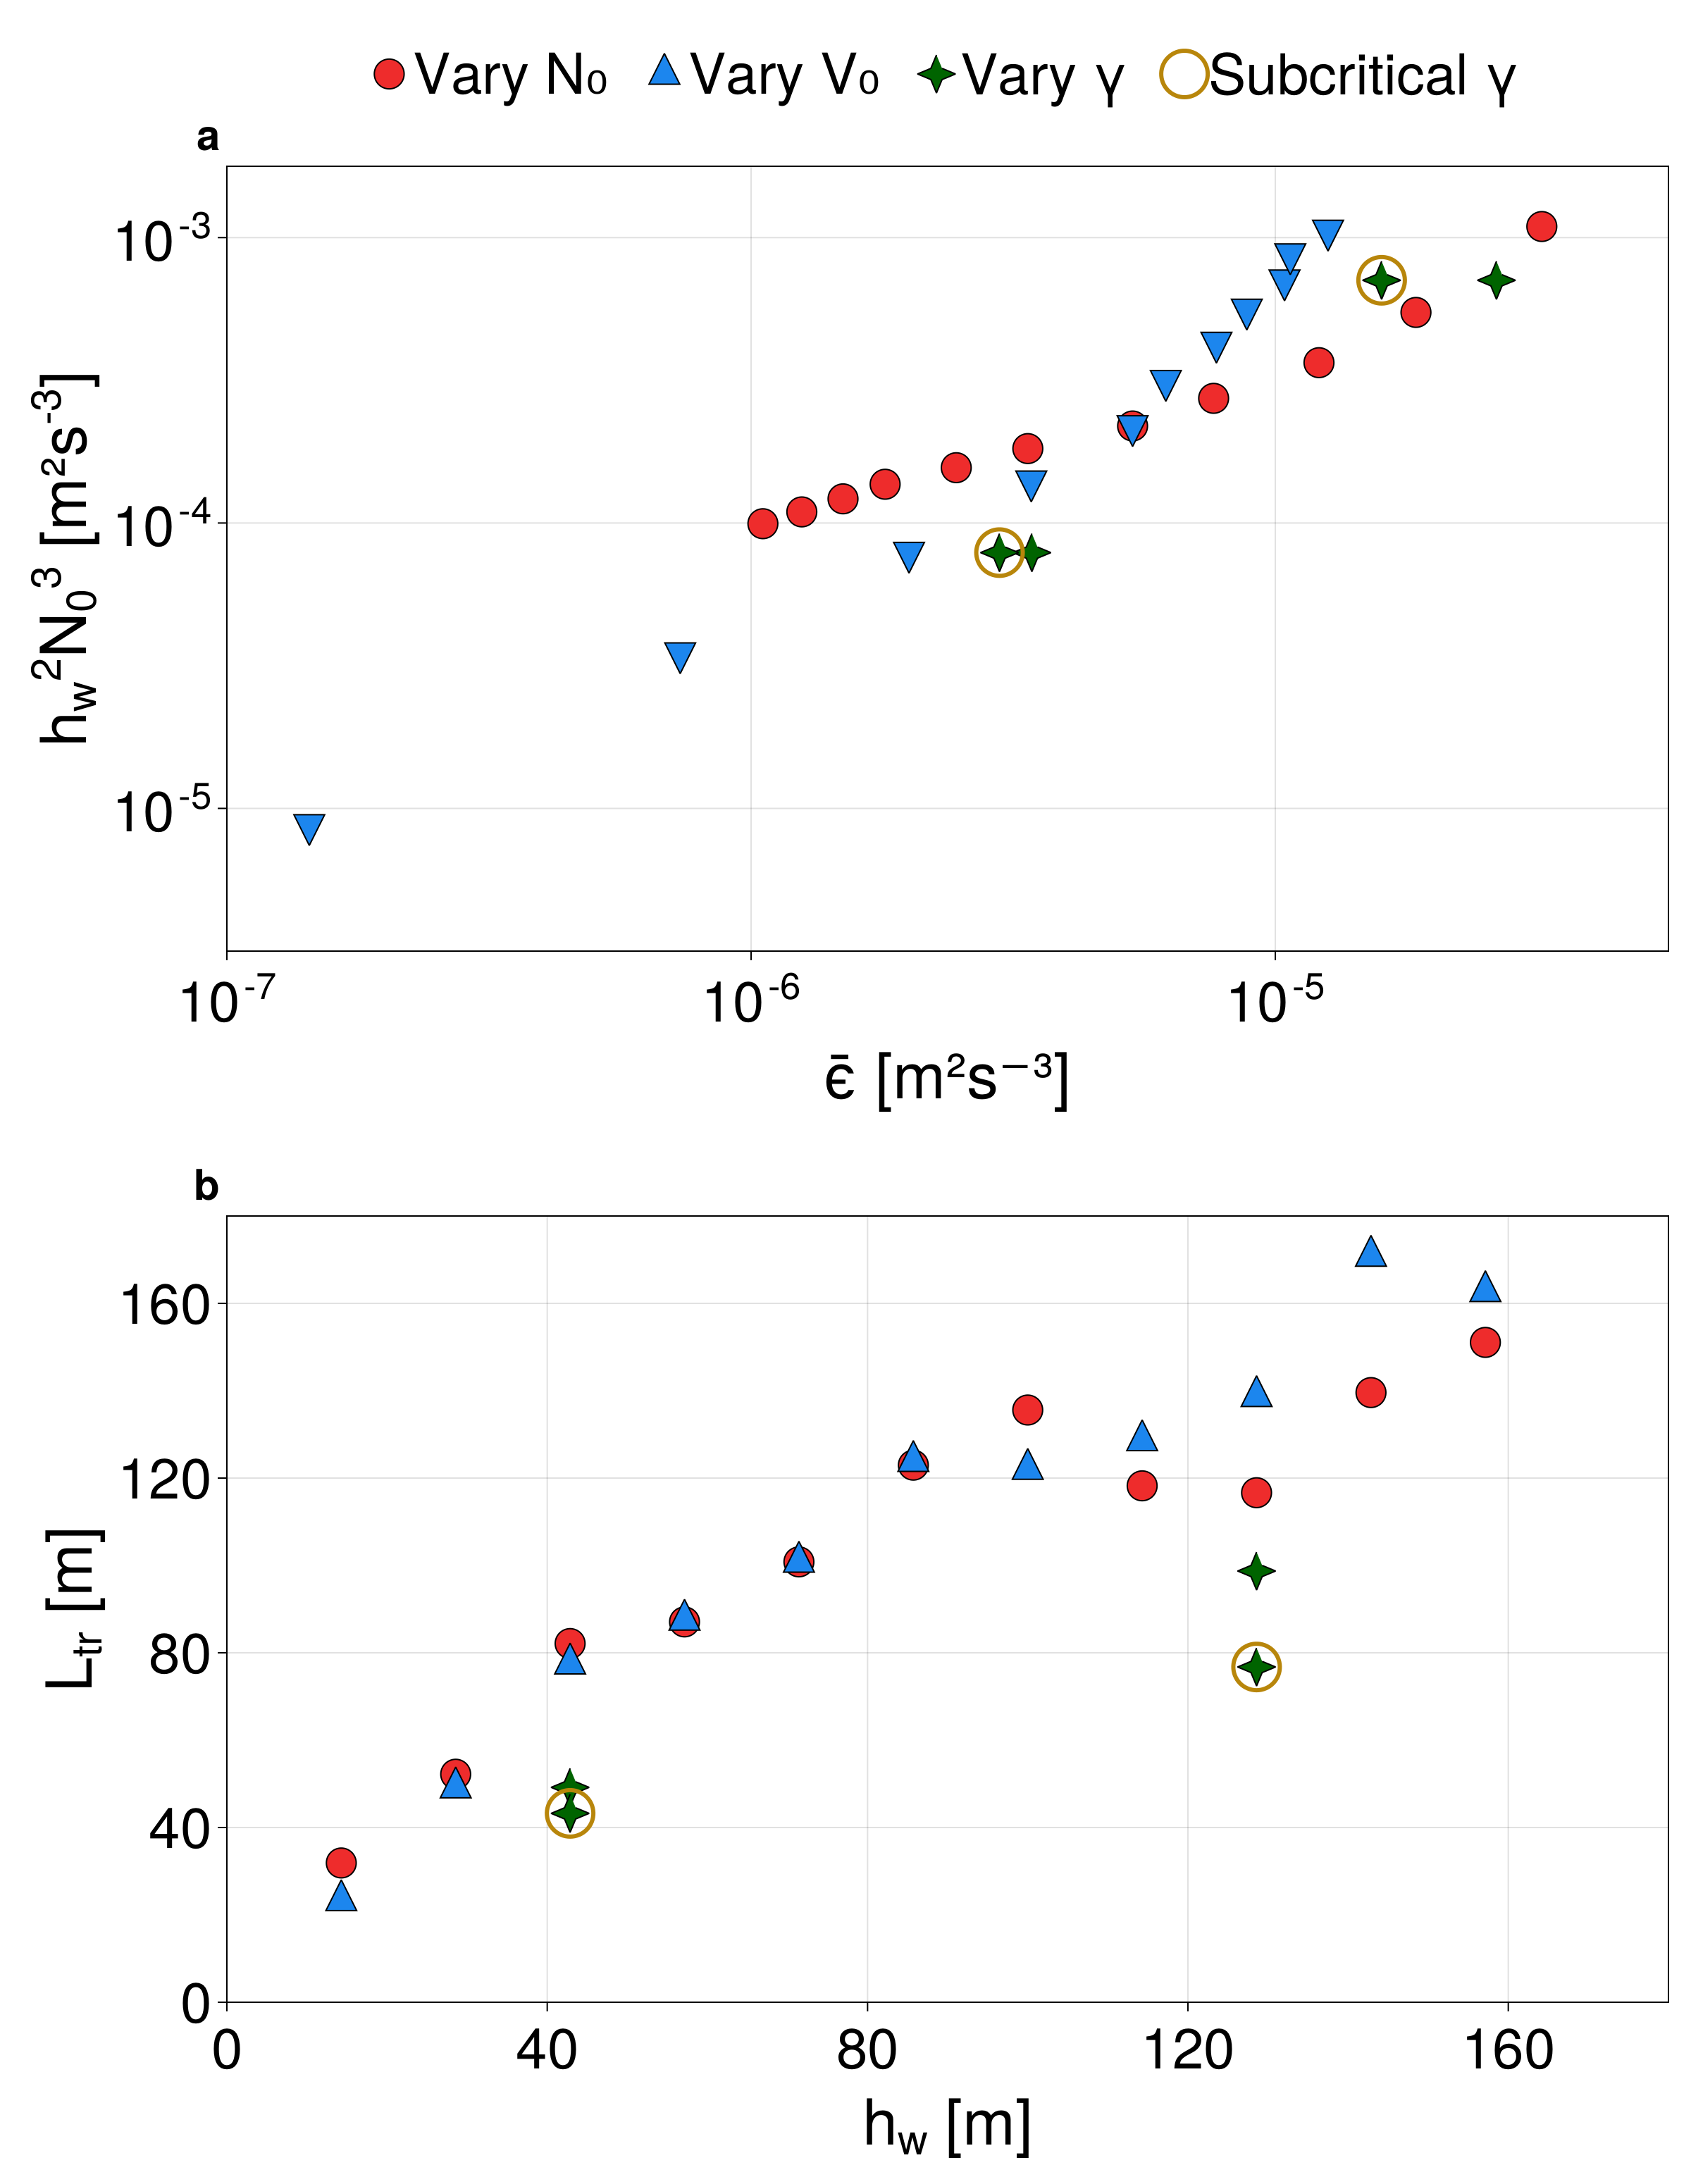 Vary N₀ Vary V₀ Vary γ Subcritical γ
a
10⁻³
10⁻⁴
10⁻⁵
h_w²N₀³ [m²s⁻³]
10⁻⁷ 10⁻⁶ 10⁻⁵
ε̄ [m²s⁻³]
b
160
120
80
40
0
Lₜᵣ [m]
0 40 80 120 160
h_w [m]